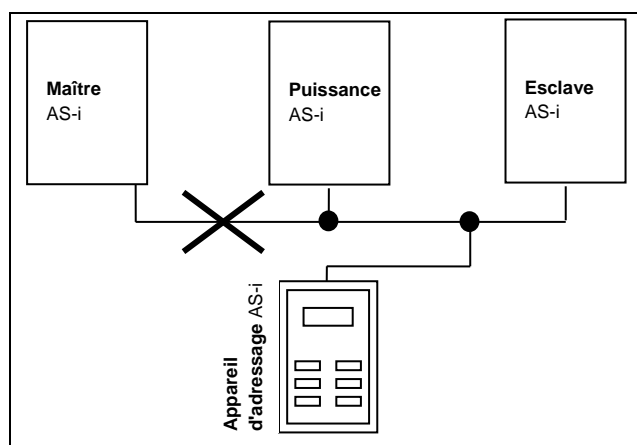 Maître
AS-i
Puissance
AS-i
Esclave
AS-i
Appareil
d'adressage AS-i